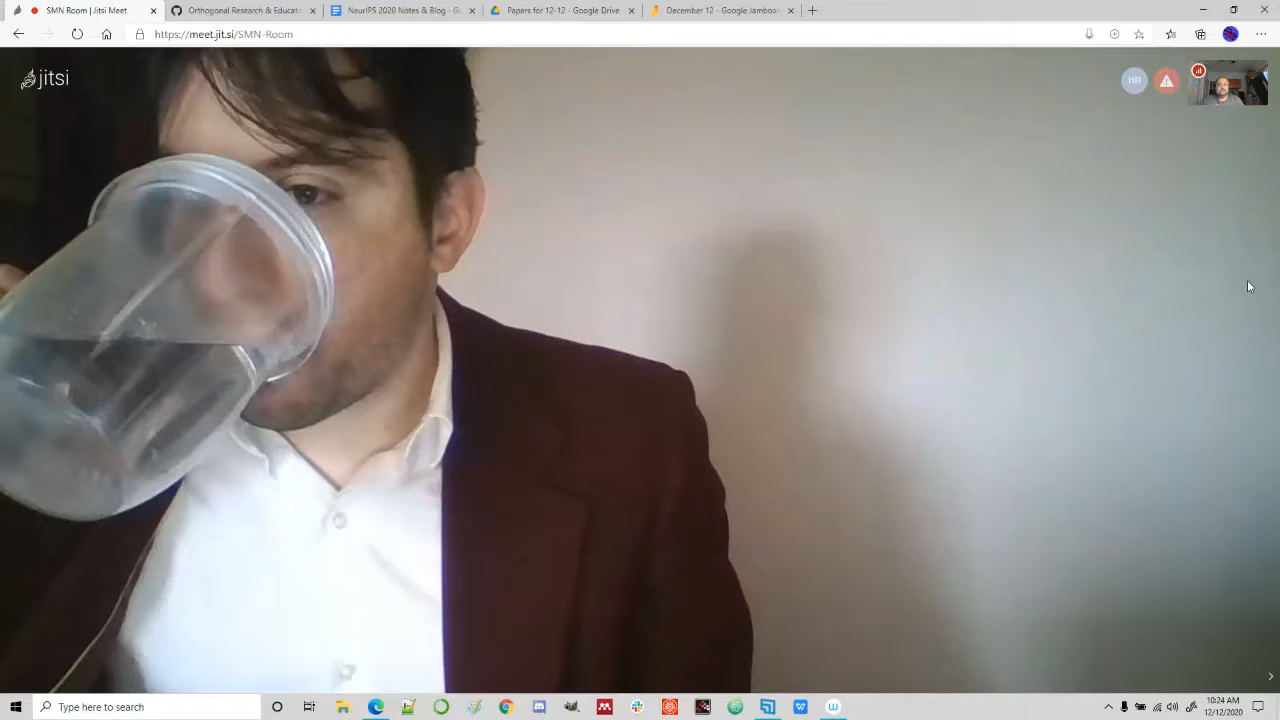 SMN Room | Jitsi Meet
Orthogonal Research & Educatio
NeurIPS 2020 Notes & Blog - Go
Papers for 12-12 - Google Drive
December 12 - Google Jamboar
https://meet.jit.si/SMN-Room
jitsi
HD
Type here to search
10:24 AM
12/12/2020